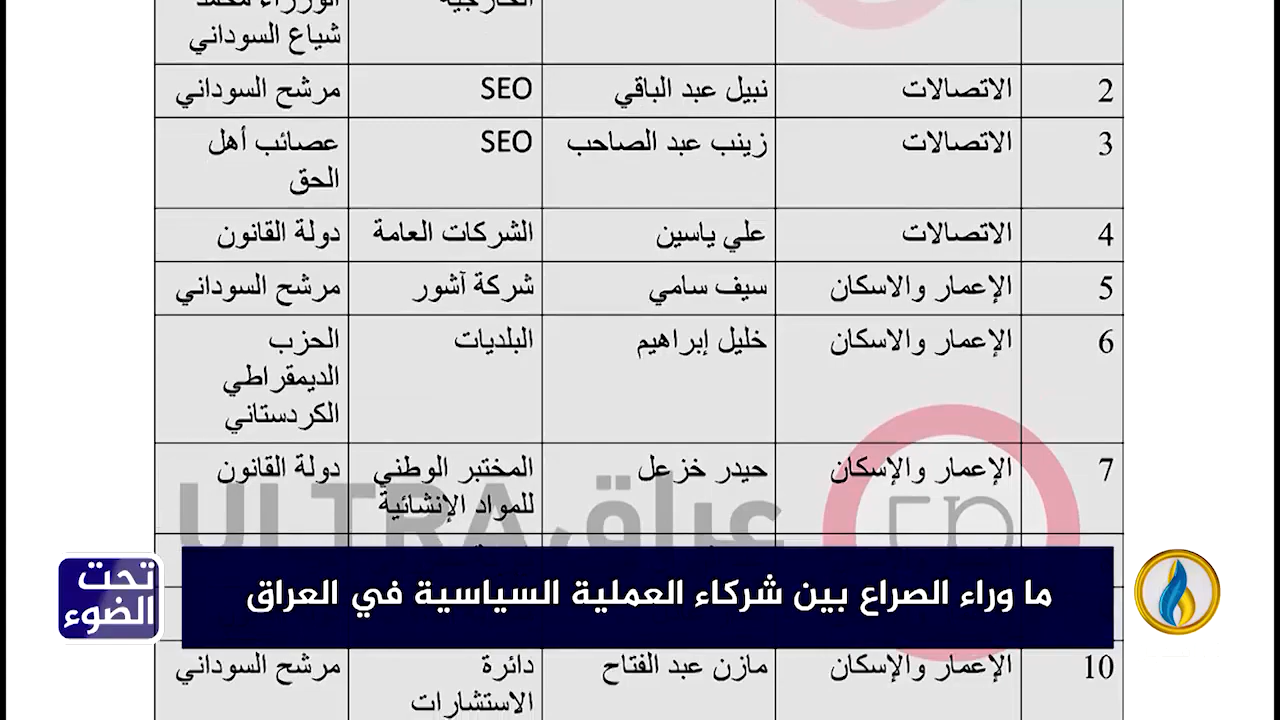 الخارجية الوزراء محمد
شياع السوداني
2 الاتصالات نبيل عبد الباقي SEO مرشح السوداني
3 الاتصالات زينب عبد الصاحب SEO عصائب أهل
الحق
4 الاتصالات علي ياسين الشركات العامة دولة القانون
5 الإعمار والاسكان سيف سامي شركة آشور مرشح السوداني
6 الإعمار والاسكان خليل إبراهيم البلديات الحزب
الديمقراطي
الكردستاني
7 الإعمار والإسكان حيدر خزعل المختبر الوطني دولة القانون
للمواد الإنشائية
ULTRA عراق
تحت
الضوء
ما وراء الصراع بين شركاء العملية السياسية في العراق
10 الإعمار والإسكان مازن عبد الفتاح دائرة مرشح السوداني
الاستشارات